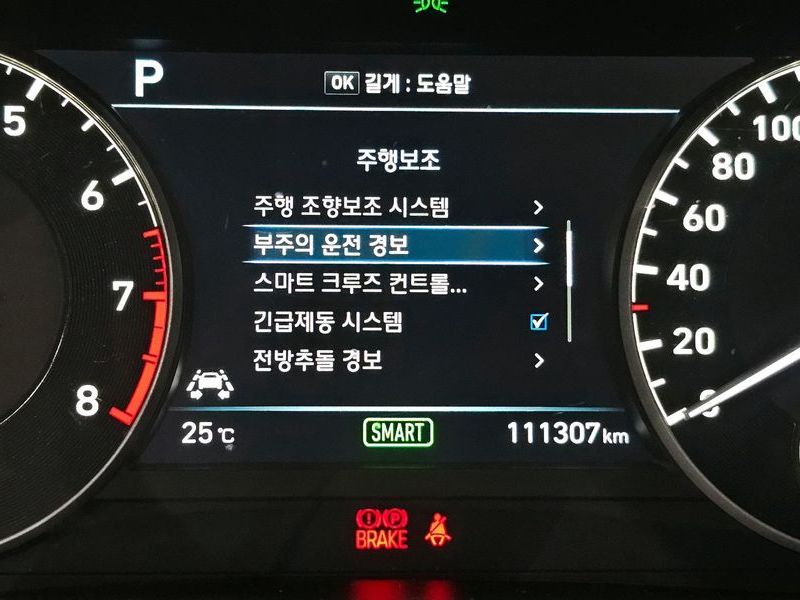 P
OK 길게 : 도움말
주행보조
주행 조향보조 시스템
부주의 운전 경보
스마트 크루즈 컨트롤...
긴급제동 시스템
전방추돌 경보
25℃
SMART
111307km
5
6
7
8
100
80
60
40
20
0
P
BRAKE